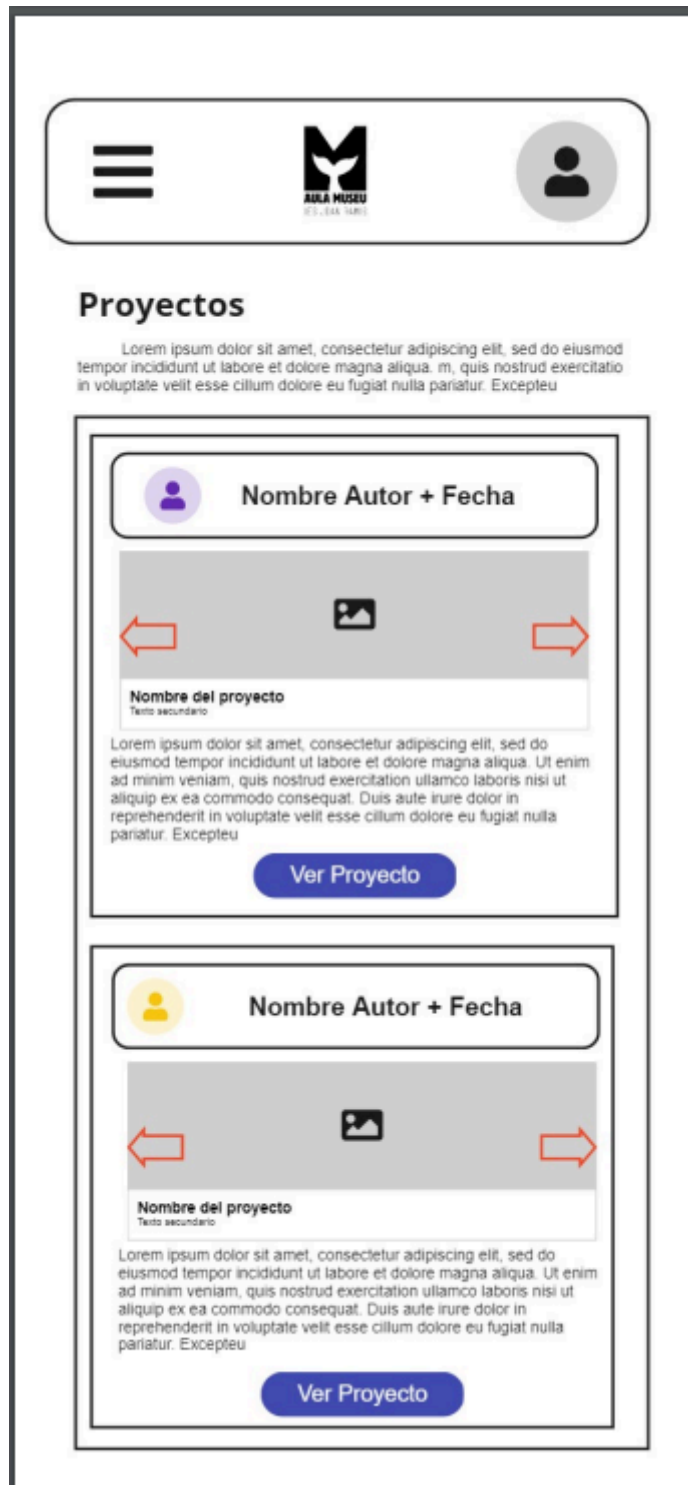 AULA MUSEU
Proyectos
Lorem ipsum dolor sit amet, consectetur adipiscing elit, sed do eiusmod
tempor incididunt ut labore et dolore magna aliqua. m, quis nostrud exercitatio
in voluptate velit esse cillum dolore eu fugiat nulla pariatur. Excepteu
Nombre Autor + Fecha
Nombre del proyecto
Texto secundario
Lorem ipsum dolor sit amet, consectetur adipiscing elit, sed do
eiusmod tempor incididunt ut labore et dolore magna aliqua. Ut enim
ad minim veniam, quis nostrud exercitation ullamco laboris nisi ut
aliquip ex ea commodo consequat. Duis aute irure dolor in
reprehenderit in voluptate velit esse cillum dolore eu fugiat nulla
pariatur. Excepteu
Ver Proyecto
Nombre Autor + Fecha
Nombre del proyecto
Texto secundario
Lorem ipsum dolor sit amet, consectetur adipiscing elit, sed do
eiusmod tempor incididunt ut labore et dolore magna aliqua. Ut enim
ad minim veniam, quis nostrud exercitation ullamco laboris nisi ut
aliquip ex ea commodo consequat. Duis aute irure dolor in
reprehenderit in voluptate velit esse cillum dolore eu fugiat nulla
pariatur. Excepteu
Ver Proyecto